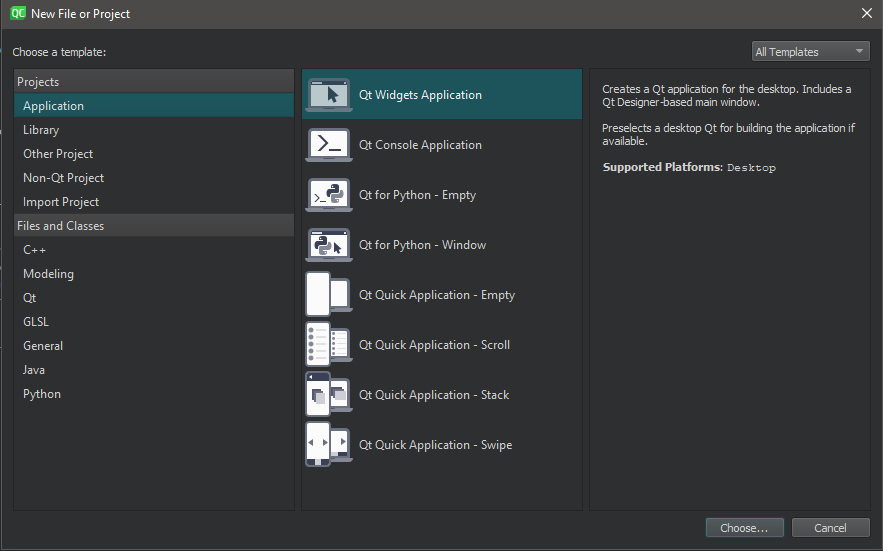 QC New File or Project
Choose a template:
All Templates
Projects
Application
Library
Other Project
Non-Qt Project
Import Project
Files and Classes
C++
Modeling
Qt
GLSL
General
Java
Python
Qt Widgets Application
Qt Console Application
Qt for Python - Empty
Qt for Python - Window
Qt Quick Application - Empty
Qt Quick Application - Scroll
Qt Quick Application - Stack
Qt Quick Application - Swipe
Creates a Qt application for the desktop. Includes a
Qt Designer-based main window.
Preselects a desktop Qt for building the application if
available.
Supported Platforms: Desktop
Choose...
Cancel